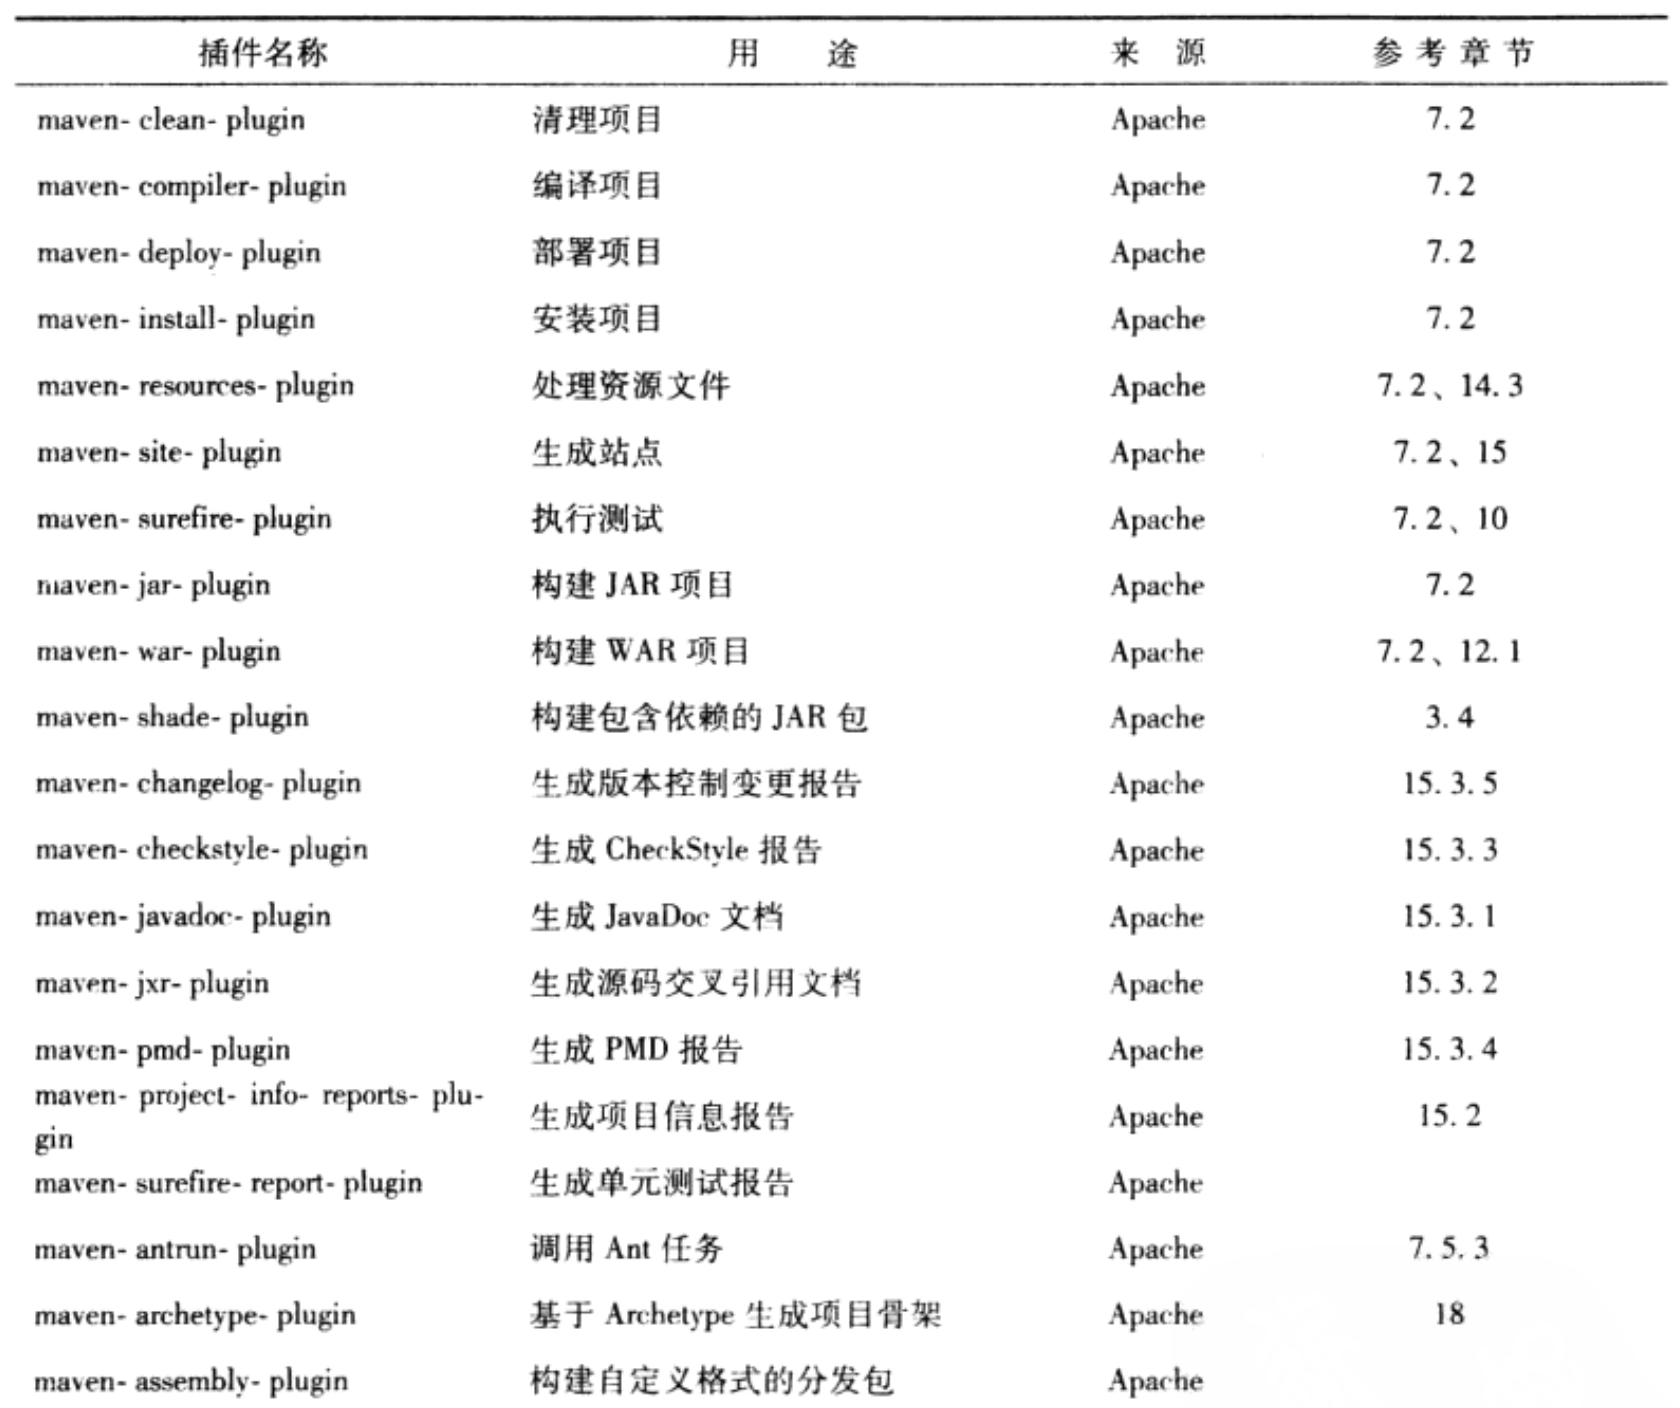 插件名称 用 途 来 源 参考章节
maven-clean-plugin 清理项目 Apache 7.2
maven-compiler-plugin 编译项目 Apache 7.2
maven-deploy-plugin 部署项目 Apache 7.2
maven-install-plugin 安装项目 Apache 7.2
maven-resources-plugin 处理资源文件 Apache 7.2、14.3
maven-site-plugin 生成站点 Apache 7.2、15
maven-surefire-plugin 执行测试 Apache 7.2、10
maven-jar-plugin 构建 JAR 项目 Apache 7.2
maven-war-plugin 构建 WAR 项目 Apache 7.2、12.1
maven-shade-plugin 构建包含依赖的 JAR 包 Apache 3.4
maven-changelog-plugin 生成版本控制变更报告 Apache 15.3.5
maven-checkstyle-plugin 生成 CheckStyle 报告 Apache 15.3.3
maven-javadoc-plugin 生成 JavaDoc 文档 Apache 15.3.1
maven-jxr-plugin 生成源码交叉引用文档 Apache 15.3.2
maven-pmd-plugin 生成 PMD 报告 Apache 15.3.4
maven-project-info-reports-plu-
gin 生成项目信息报告 Apache 15.2
maven-surefire-report-plugin 生成单元测试报告 Apache
maven-antrun-plugin 调用 Ant 任务 Apache 7.5.3
maven-archetype-plugin 基于 Archetype 生成项目骨架 Apache 18
maven-assembly-plugin 构建自定义格式的分发包 Apache